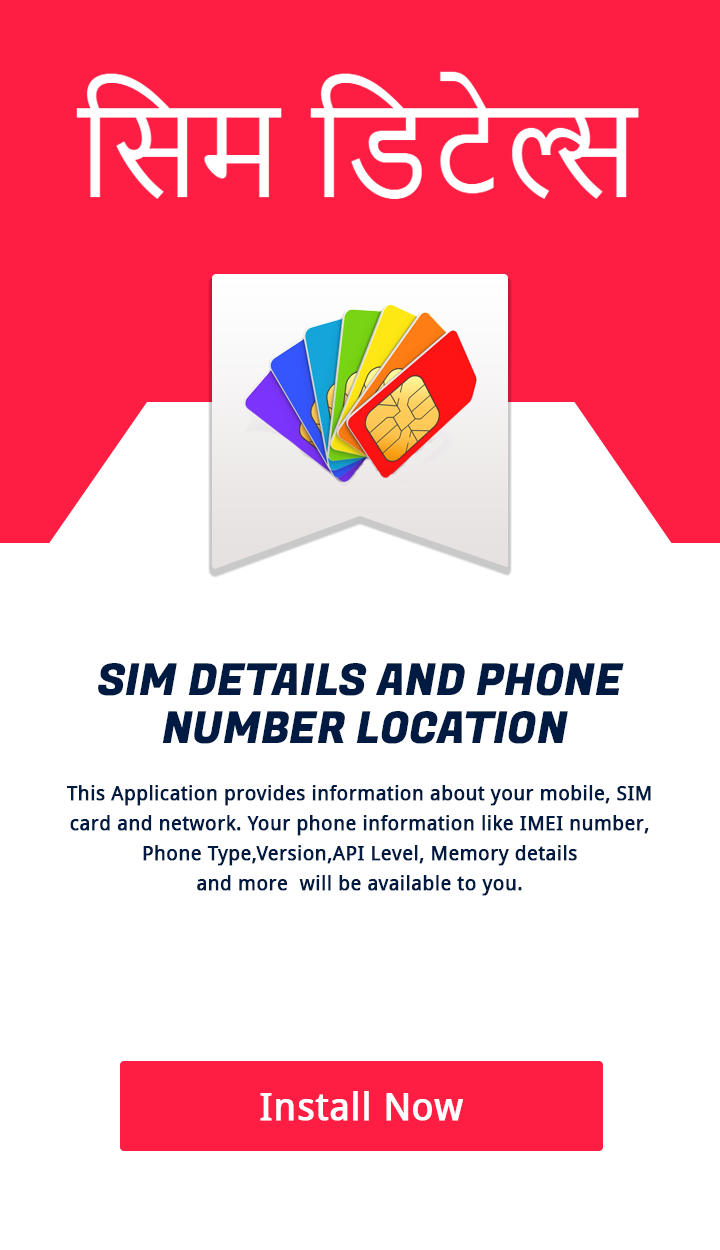 सिम डिटेल्स
SIM DETAILS AND PHONE
NUMBER LOCATION
This Application provides information about your mobile, SIM
card and network. Your phone information like IMEI number,
Phone Type,Version,API Level, Memory details
and more  will be available to you.
Install Now